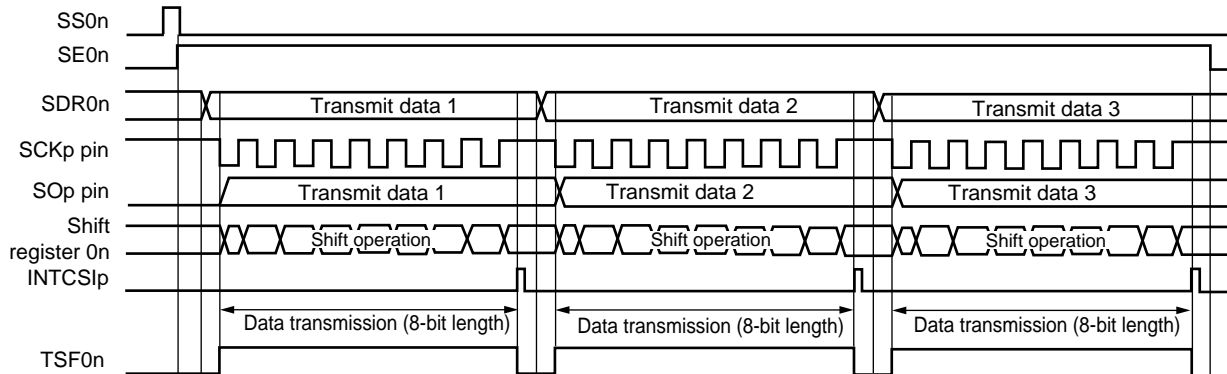 SS0n
SE0n
SDR0n Transmit data 1 Transmit data 2 Transmit data 3
SCKp pin
SOp pin Transmit data 1 Transmit data 2 Transmit data 3
Shift
register 0n Shift operation Shift operation Shift operation
INTCSIp
Data transmission (8-bit length) Data transmission (8-bit length) Data transmission (8-bit length)
TSF0n